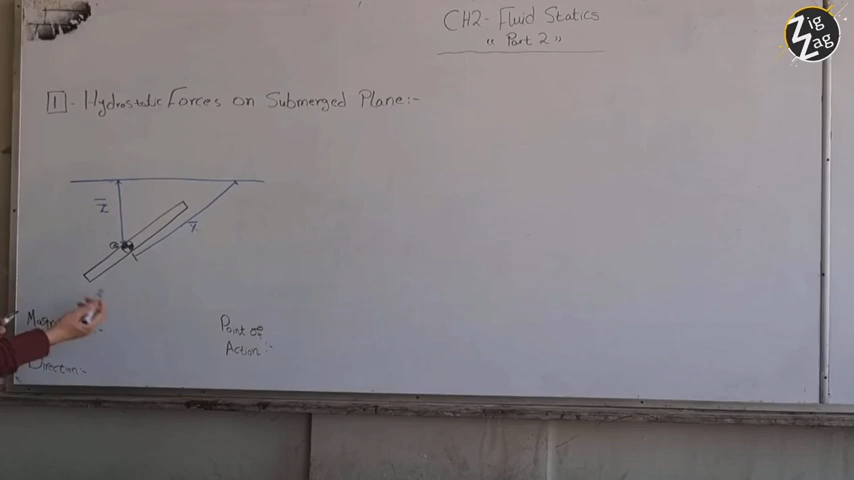 CH2- Fluid Statics
" Part 2 "
Zig
Zag
1 - Hydrostatic Forces on Submerged Plane:-
Z̅
G
Point of
Action :-
Direction:-